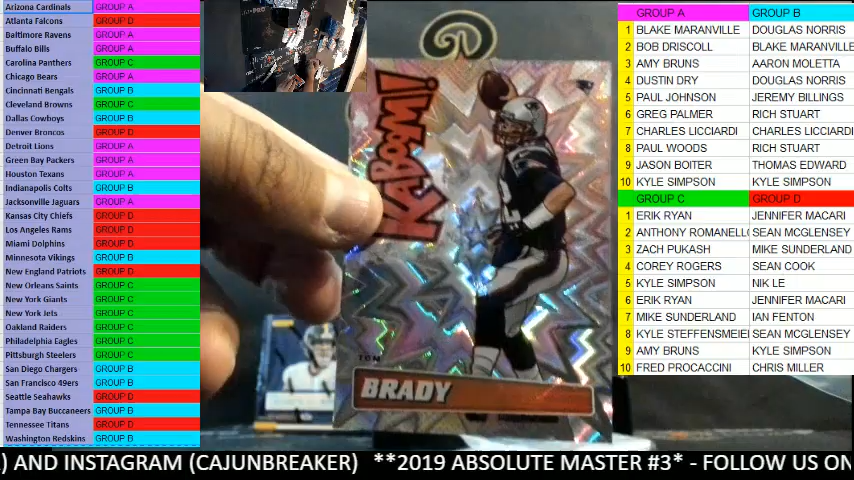 Arizona Cardinals GROUP A
Atlanta Falcons GROUP D
Baltimore Ravens GROUP A
Buffalo Bills GROUP A
Carolina Panthers GROUP C
Chicago Bears GROUP A
Cincinnati Bengals GROUP B
Cleveland Browns GROUP C
Dallas Cowboys GROUP B
Denver Broncos GROUP D
Detroit Lions GROUP A
Green Bay Packers GROUP A
Houston Texans GROUP A
Indianapolis Colts GROUP B
Jacksonville Jaguars GROUP A
Kansas City Chiefs GROUP D
Los Angeles Rams GROUP D
Miami Dolphins GROUP D
Minnesota Vikings GROUP B
New England Patriots GROUP D
New Orleans Saints GROUP C
New York Giants GROUP C
New York Jets GROUP C
Oakland Raiders GROUP C
Philadelphia Eagles GROUP C
Pittsburgh Steelers GROUP C
San Diego Chargers GROUP B
San Francisco 49ers GROUP B
Seattle Seahawks GROUP D
Tampa Bay Buccaneers GROUP B
Tennessee Titans GROUP D
Washington Redskins GROUP B
KABOOM!
BRADY
GROUP A GROUP B
1 BLAKE MARANVILLE DOUGLAS NORRIS
2 BOB DRISCOLL BLAKE MARANVILLE
3 AMY BRUNS AARON MOLETTA
4 DUSTIN DRY DOUGLAS NORRIS
5 PAUL JOHNSON JEREMY BILLINGS
6 GREG PALMER RICH STUART
7 CHARLES LICCIARDI CHARLES LICCIARDI
8 PAUL WOODS RICH STUART
9 JASON BOITER THOMAS EDWARD
10 KYLE SIMPSON KYLE SIMPSON
GROUP C GROUP D
1 ERIK RYAN JENNIFER MACARI
2 ANTHONY ROMANELLO SEAN MCGLENSEY
3 ZACH PUKASH MIKE SUNDERLAND
4 COREY ROGERS SEAN COOK
5 KYLE SIMPSON NIK LE
6 ERIK RYAN JENNIFER MACARI
7 MIKE SUNDERLAND IAN FENTON
8 KYLE STEFFENSMEIE SEAN MCGLENSEY
9 AMY BRUNS KYLE SIMPSON
10 FRED PROCACCINI CHRIS MILLER
) AND INSTAGRAM (CAJUNBREAKER) **2019 ABSOLUTE MASTER #3* - FOLLOW US ON